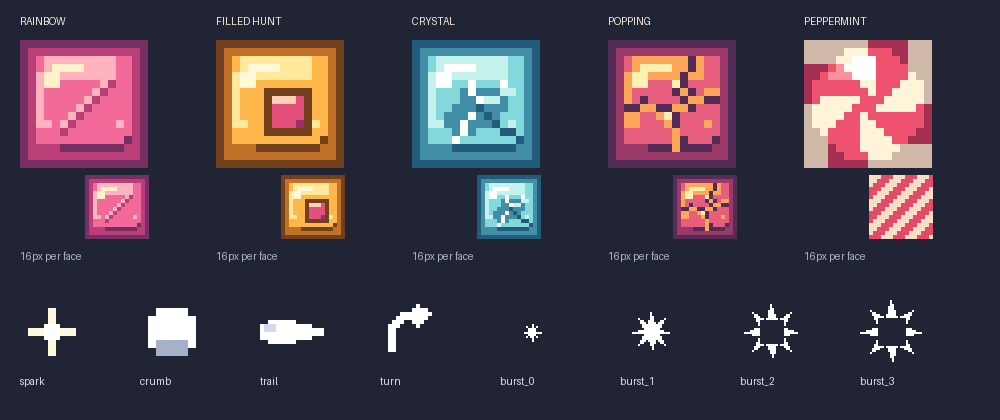 RAINBOW
FILLED HUNT
CRYSTAL
POPPING
PEPPERMINT
16px per face
16px per face
16px per face
16px per face
16px per face
spark
crumb
trail
turn
burst_0
burst_1
burst_2
burst_3